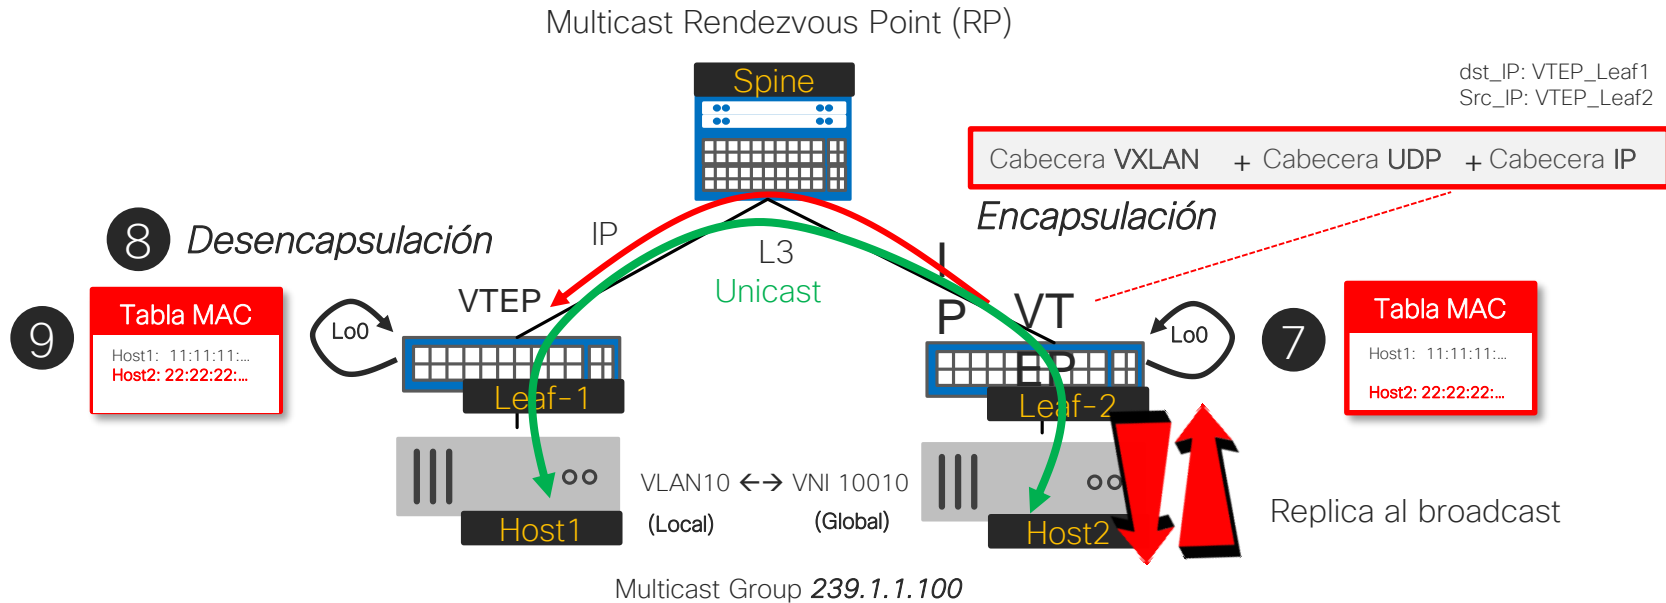 Multicast Rendezvous Point (RP)
Spine
dst_IP: VTEP_Leaf1
Src_IP: VTEP_Leaf2
Cabecera VXLAN + Cabecera UDP + Cabecera IP
Encapsulación
8 Desencapsulación
IP
L3
Unicast
I
P
VTEP
VT
EP
9
Tabla MAC
Host1: 11:11:11:...
Host2: 22:22:22:...
Lo0
Lo0
7
Tabla MAC
Host1: 11:11:11:...
Host2: 22:22:22:...
Leaf-1
Leaf-2
VLAN10 ←→ VNI 10010
(Local) (Global)
Host1
Host2
Replica al broadcast
Multicast Group 239.1.1.100